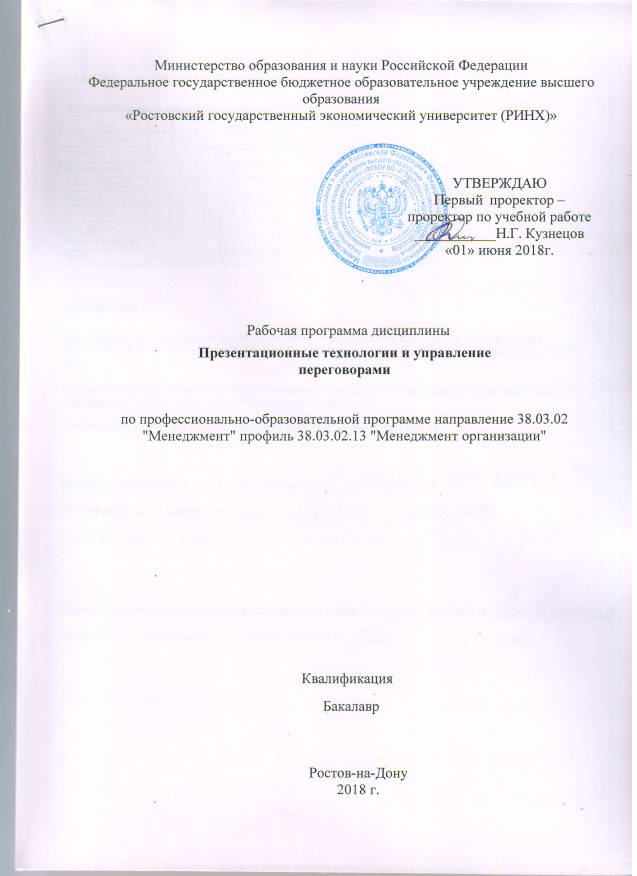 Министерство образования и науки Российской Федерации
Федеральное государственное бюджетное образовательное учреждение высшего
образования
«Ростовский государственный экономический университет (РИНХ)»
УТВЕРЖДАЮ
Первый проректор –
проректор по учебной работе
Н.Г. Кузнецов
«01» июня 2018г.
Рабочая программа дисциплины
Презентационные технологии и управление
переговорами
по профессионально-образовательной программе направление 38.03.02
"Менеджмент" профиль 38.03.02.13 "Менеджмент организации"
Квалификация
Бакалавр
Ростов-на-Дону
2018 г.